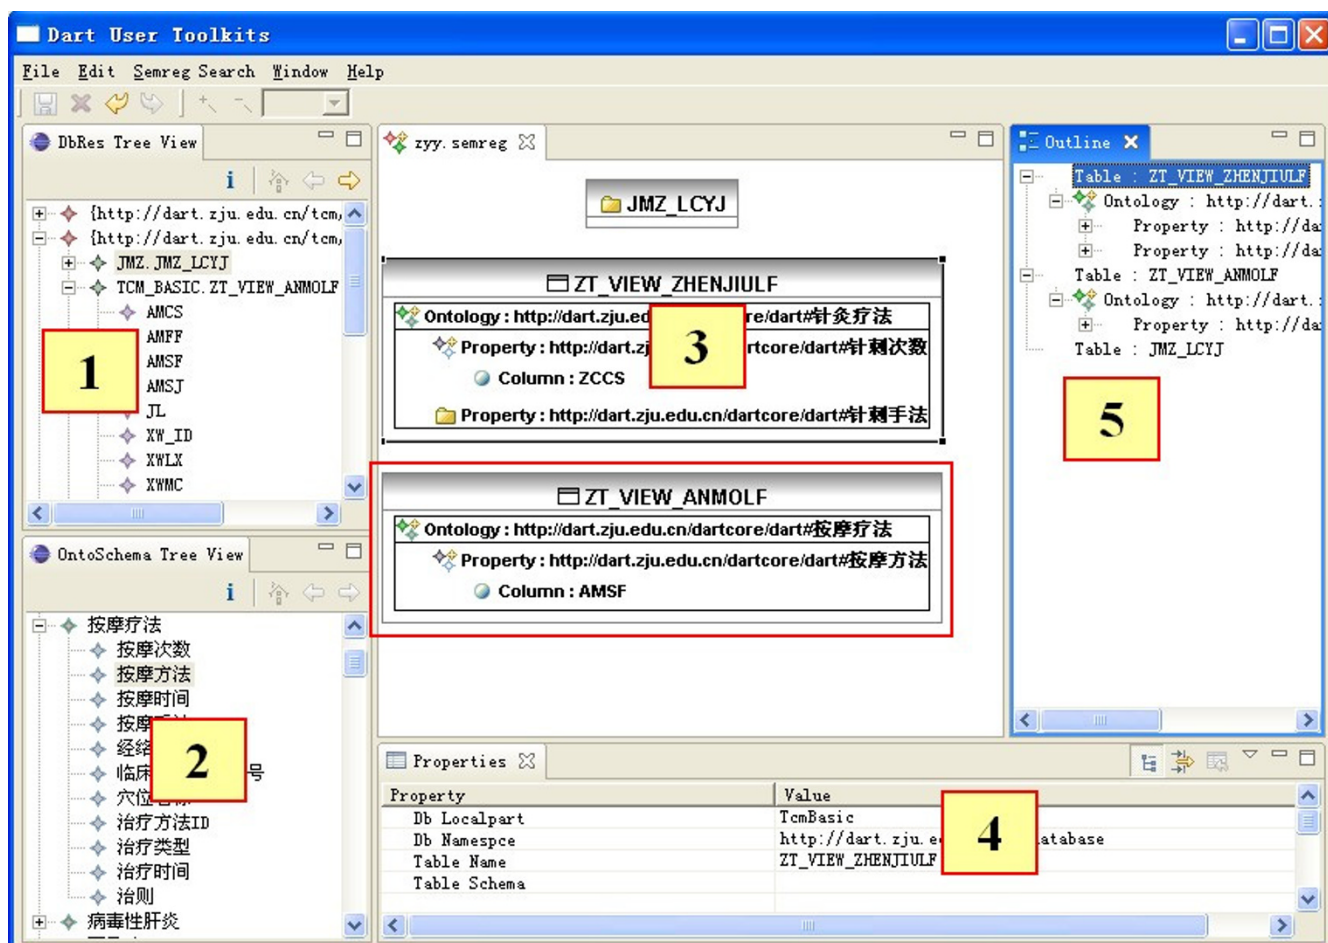 Dart User Toolkits
File Edit Semreg Search Window Help
DbRes Tree View
{http://dart.zju.edu.cn/tcm,
{http://dart.zju.edu.cn/tcm,
JMZ.JMZ_LCYJ
TCM_BASIC.ZT_VIEW_ANMOLF
AMCS
AMFF
AMSF
AMSJ
JL
XW_ID
XWLX
XWMC
1
OntoSchema Tree View
按摩疗法
按摩次数
按摩方法
按摩时间
按摩
经络
临床 号
穴位
治疗方法ID
治疗类型
治疗时间
治则
病毒性肝炎
2
zyy.semreg
JMZ_LCYJ
ZT_VIEW_ZHENJIULF
Ontology : http://dart.zju.ed re/dart#针灸疗法
Property : http://dart.zj rtcore/dart#针刺次数
Column : ZCCS
Property : http://dart.zju.edu.cn/dartcore/dart#针刺手法
3
ZT_VIEW_ANMOLF
Ontology : http://dart.zju.edu.cn/dartcore/dart#按摩疗法
Property : http://dart.zju.edu.cn/dartcore/dart#按摩方法
Column : AMSF
Properties
Property Value
Db Localpart TcmBasic
Db Namespce http://dart.zju.e atabase
Table Name ZT_VIEW_ZHENJIULF
Table Schema
4
Outline
Table : ZT_VIEW_ZHENJIULF
Ontology : http://dart.
Property : http://da
Property : http://da
Table : ZT_VIEW_ANMOLF
Ontology : http://dart.
Property : http://da
Table : JMZ_LCYJ
5